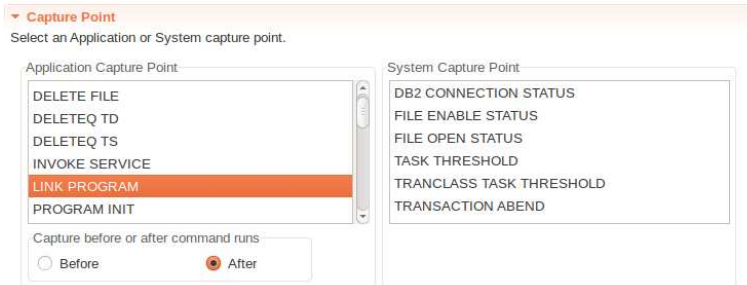 Capture Point
Select an Application or System capture point.
Application Capture Point
DELETE FILE
DELETEQ TD
DELETEQ TS
INVOKE SERVICE
LINK PROGRAM
PROGRAM INIT
Capture before or after command runs
Before
After
System Capture Point
DB2 CONNECTION STATUS
FILE ENABLE STATUS
FILE OPEN STATUS
TASK THRESHOLD
TRANCLASS TASK THRESHOLD
TRANSACTION ABEND